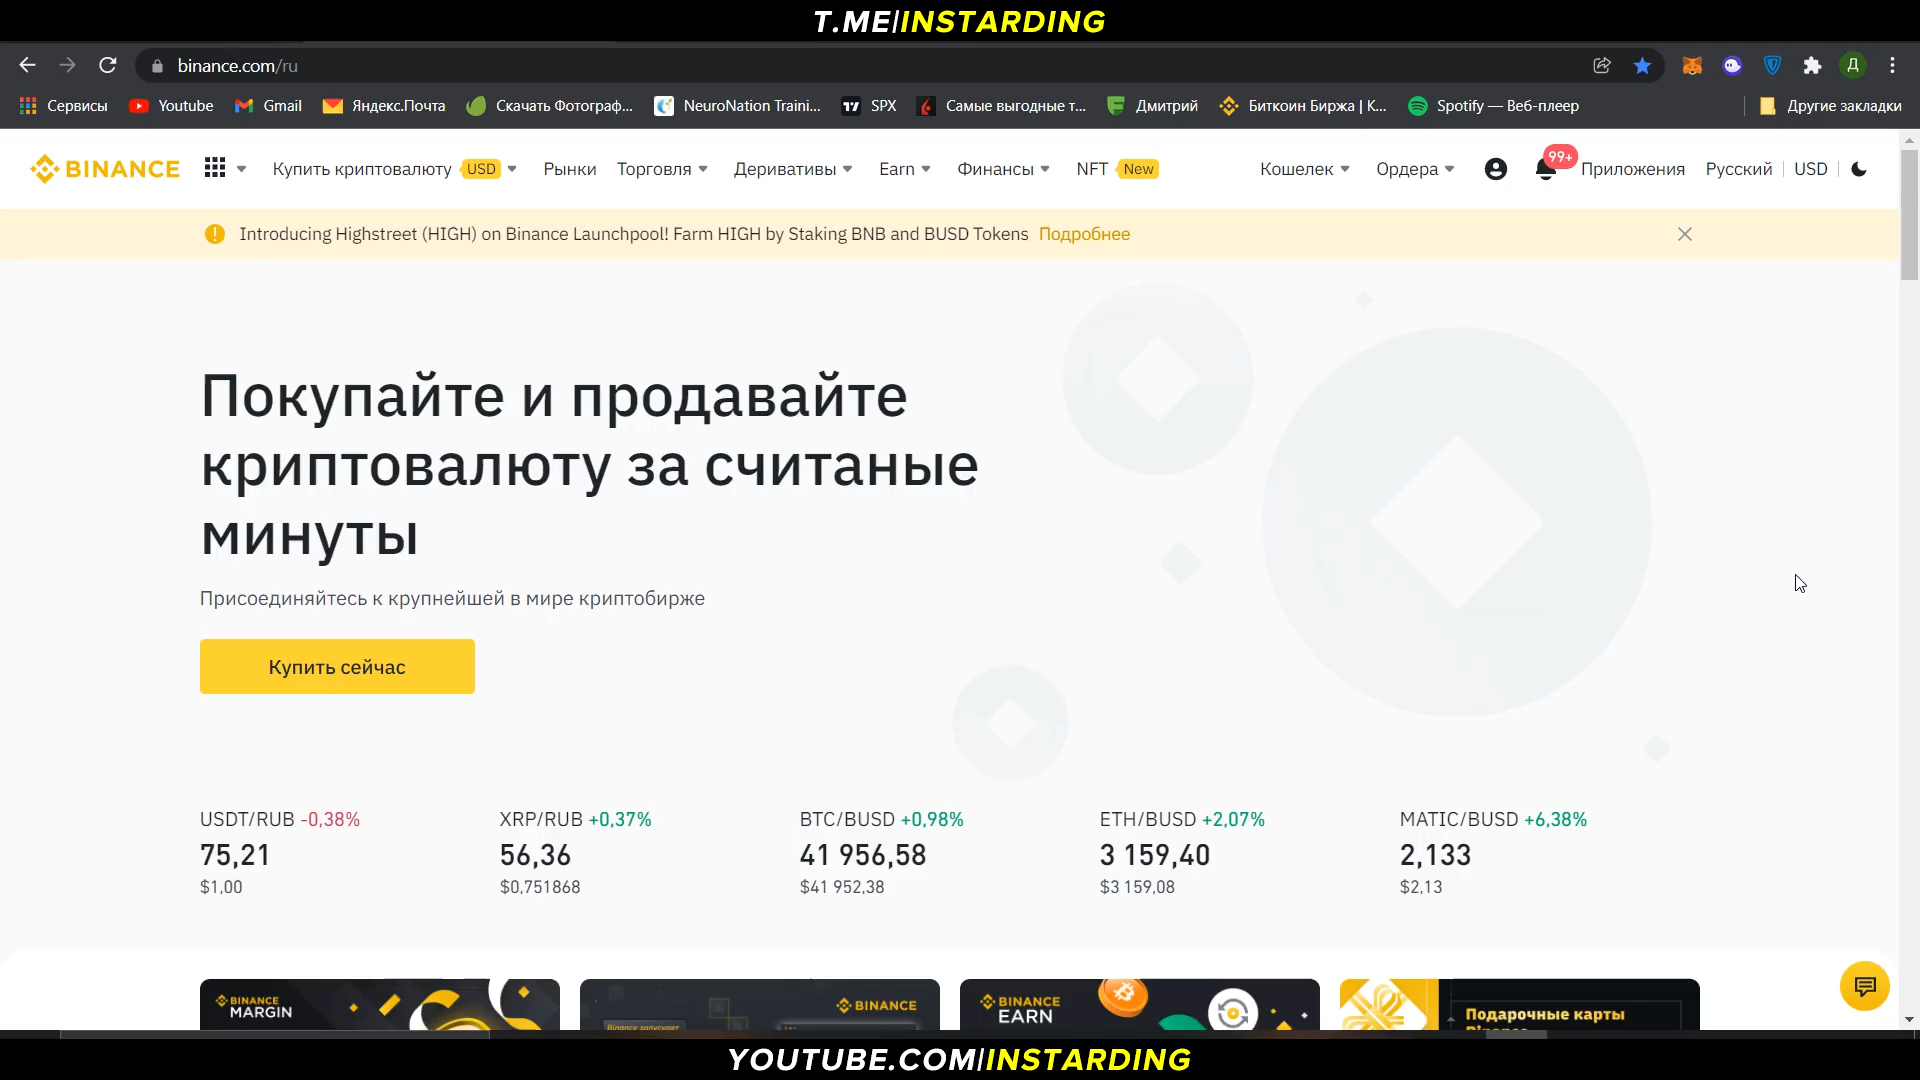 T.ME|INSTARDING
binance.com/ru
Д
Сервисы
Youtube
Gmail
Яндекс.Почта
Скачать Фотограф...
NeuroNation Traini...
SPX
Самые выгодные т...
Дмитрий
Биткоин Биржа | К...
Spotify — Веб-плеер
Другие закладки
BINANCE
Купить криптовалюту USD
Рынки
Торговля
Деривативы
Earn
Финансы
NFT New
Кошелек
Ордера
99+
Приложения
Русский
USD
Introducing Highstreet (HIGH) on Binance Launchpool! Farm HIGH by Staking BNB and BUSD Tokens Подробнее
Покупайте и продавайте
криптовалюту за считаные
минуты
Присоединяйтесь к крупнейшей в мире криптобирже
Купить сейчас
USDT/RUB -0,38%
75,21
$1,00
XRP/RUB +0,37%
56,36
$0,751868
BTC/BUSD +0,98%
41 956,58
$41 952,38
ETH/BUSD +2,07%
3 159,40
$3 159,08
MATIC/BUSD +6,38%
2,133
$2,13
BINANCE
MARGIN
BINANCE
Binance запускает
BINANCE
EARN
Подарочные карты
YOUTUBE.COM|INSTARDING